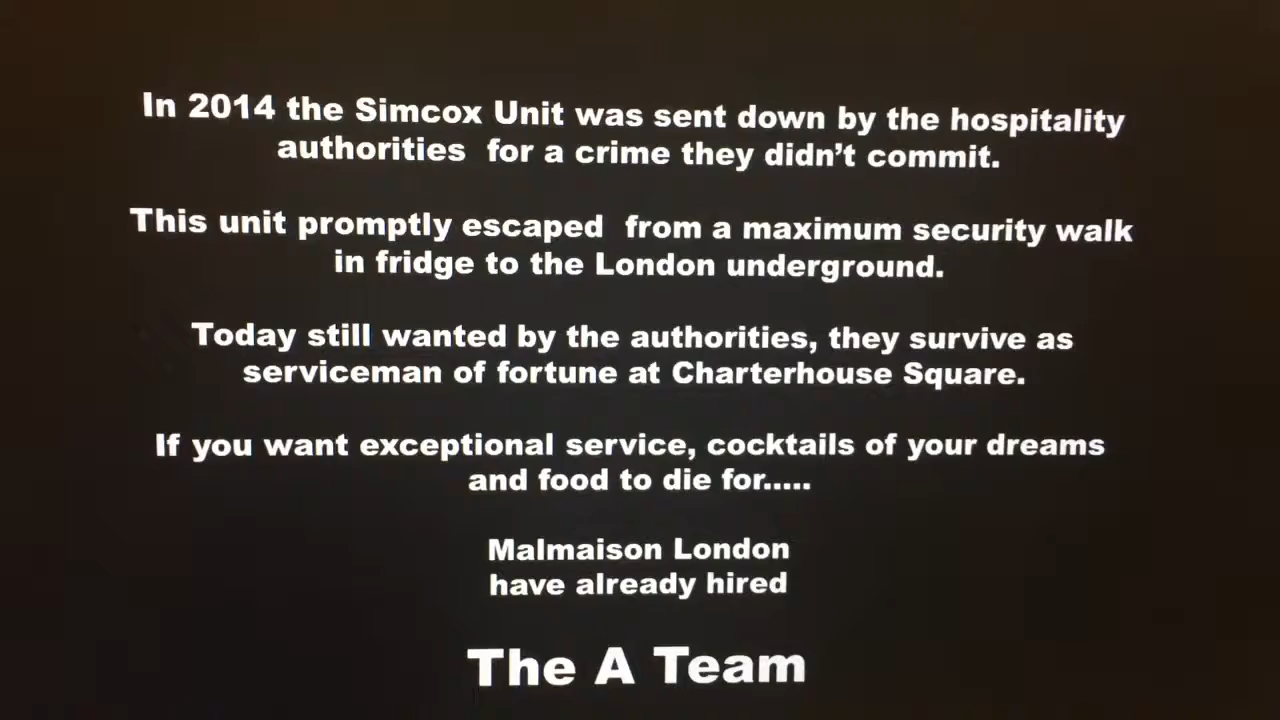 In 2014 the Simcox Unit was sent down by the hospitality
authorities  for a crime they didn’t commit.
This unit promptly escaped  from a maximum security walk
in fridge to the London underground.
Today still wanted by the authorities, they survive as
serviceman of fortune at Charterhouse Square.
If you want exceptional service, cocktails of your dreams
and food to die for.....
Malmaison London
have already hired
The A Team